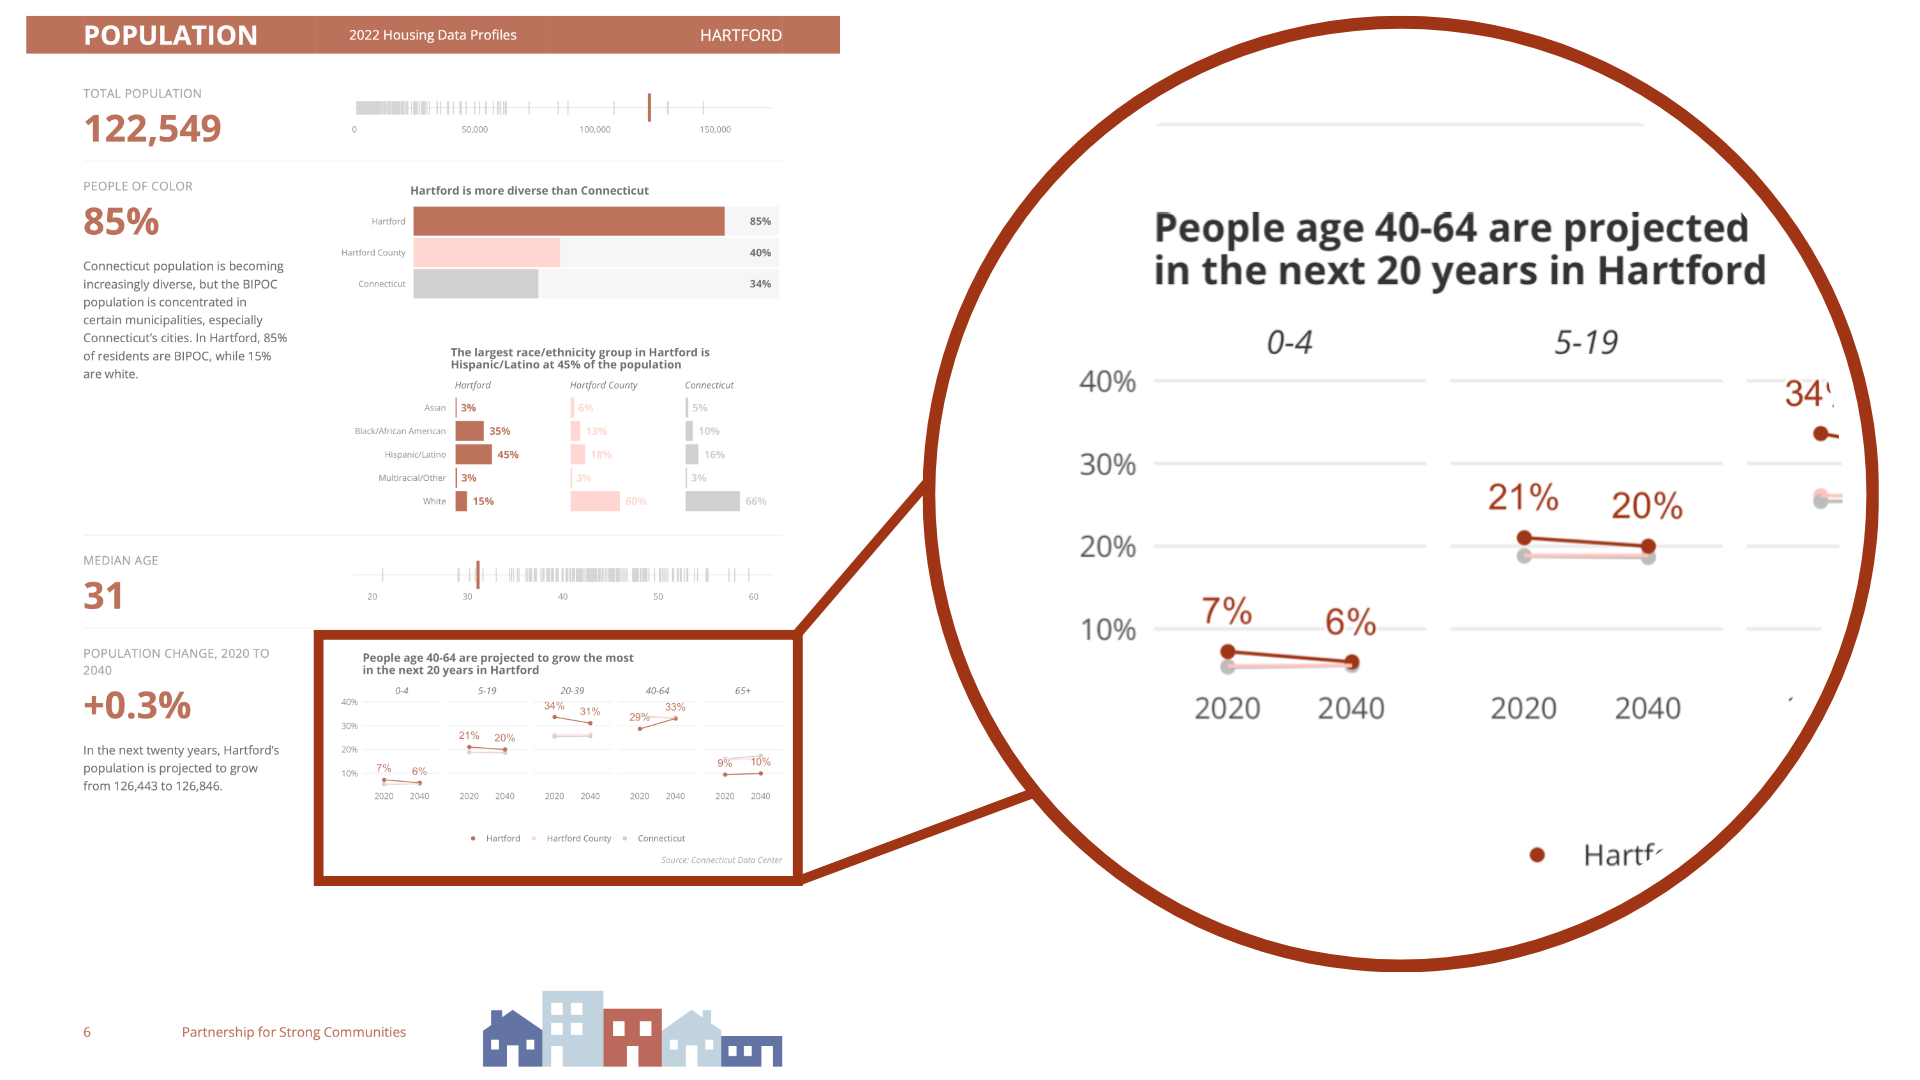 POPULATION
2022 Housing Data Profiles
HARTFORD
TOTAL POPULATION
122,549
0 50,000 100,000 150,000
PEOPLE OF COLOR
85%
Connecticut population is becoming
increasingly diverse, but the BIPOC
population is concentrated in
certain municipalities, especially
Connecticut's cities. In Hartford, 85%
of residents are BIPOC, while 15%
are white.
Hartford is more diverse than Connecticut
Hartford 85%
Hartford County 40%
Connecticut 34%
The largest race/ethnicity group in Hartford is
Hispanic/Latino at 45% of the population
Hartford Hartford County Connecticut
Asian 3% 6% 5%
Black/African American 35% 13% 10%
Hispanic/Latino 45% 18% 16%
Multiracial/Other 3% 3% 3%
White 15% 60% 66%
MEDIAN AGE
31
20 30 40 50 60
POPULATION CHANGE, 2020 TO
2040
+0.3%
In the next twenty years, Hartford's
population is projected to grow
from 126,443 to 126,846.
People age 40-64 are projected to grow the most
in the next 20 years in Hartford
0-4 5-19 20-39 40-64 65+
40%
30%
20%
10%
7% 6% 21% 20% 34% 31% 29% 33% 9% 10%
2020 2040 2020 2040 2020 2040 2020 2040 2020 2040
Hartford Hartford County Connecticut
Source: Connecticut Data Center
6
Partnership for Strong Communities
People age 40-64 are projected
in the next 20 years in Hartford
0-4 5-19
40%
30%
20%
10%
34
21% 20%
7% 6%
2020 2040 2020 2040
Hartf